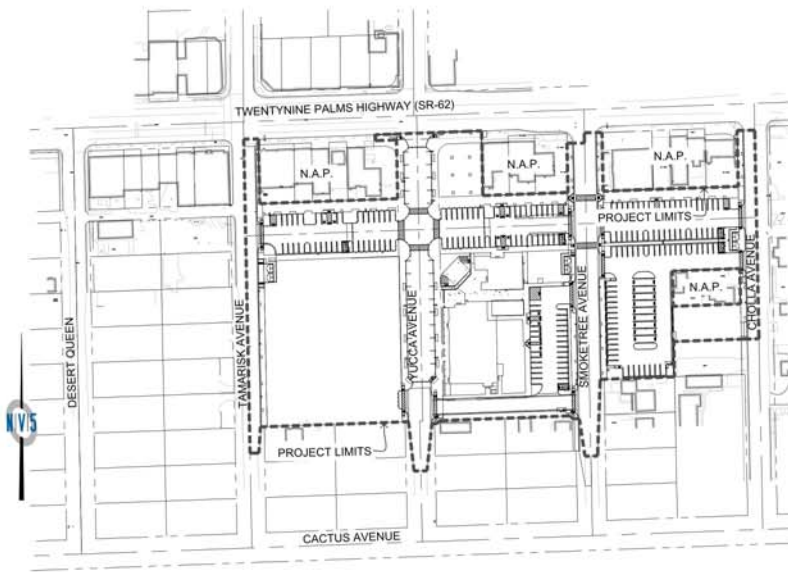 TWENTYNINE PALMS HIGHWAY (SR-62)
N.A.P.
N.A.P.
N.A.P.
PROJECT LIMITS
DESERT QUEEN
TAMARISK AVENUE
YUCCA AVENUE
SMOKETREE AVENUE
N.A.P.
CHOLLA AVENUE
N|V|5
PROJECT LIMITS
CACTUS AVENUE